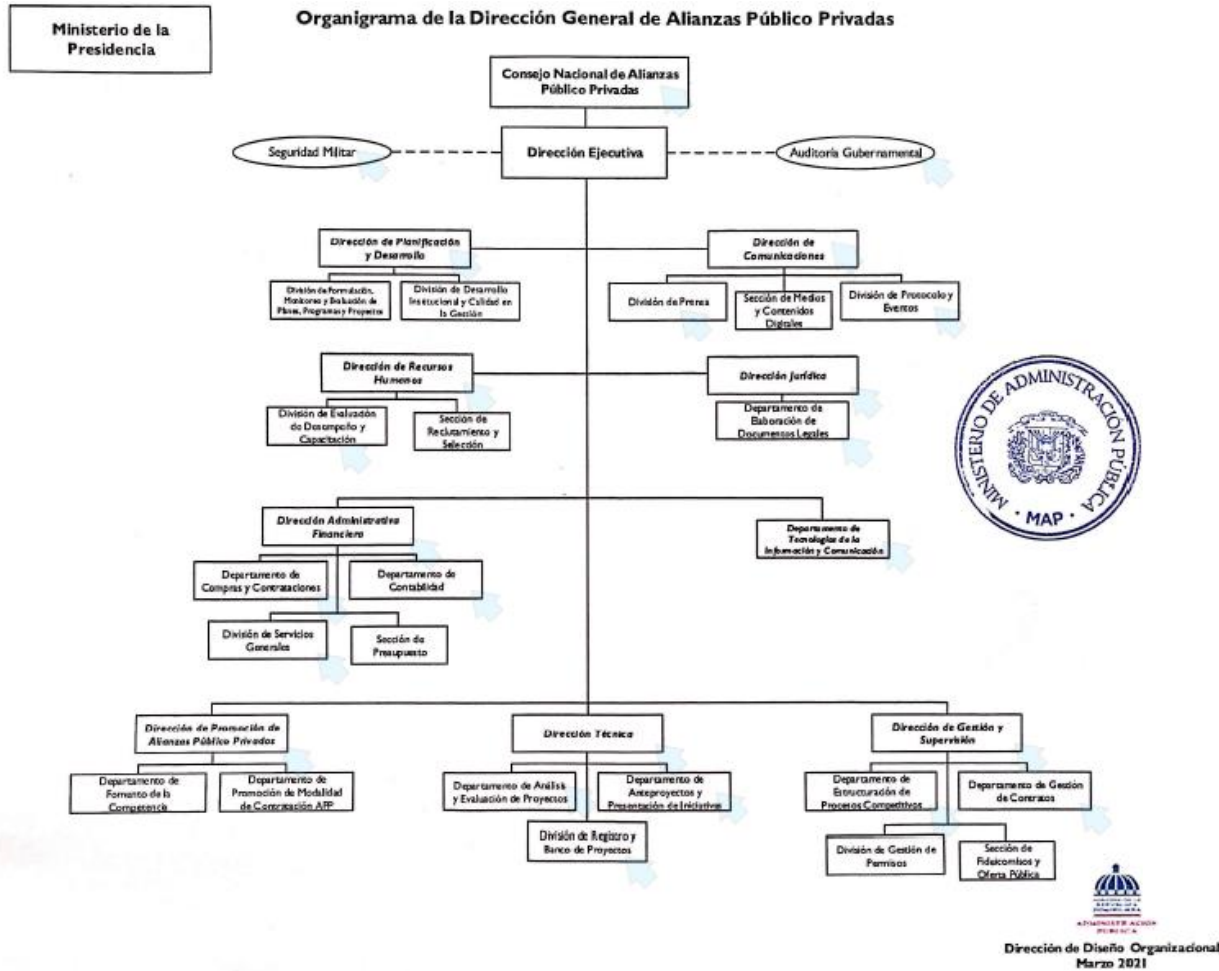 Ministerio de la
Presidencia
Organigrama de la Dirección General de Alianzas Público Privadas
Consejo Nacional de Alianzas
Público Privadas
Seguridad Militar
Dirección Ejecutiva
Auditoría Gubernamental
Dirección de Planificación
y Desarrollo
Dirección de
Comunicaciones
División de Formulación,
Monitoreo y Evaluación de
Planes, Programas y Proyectos
División de Desarrollo
Institucional y Calidad en
la Gestión
División de Prensa
Sección de Medios
y Contenidos
Digitales
División de Protocolo y
Eventos
Dirección de Recursos
Humanos
Dirección Jurídica
División de Evaluación
de Desempeño y
Capacitación
Sección de
Reclutamiento y
Selección
Departamento de
Elaboración de
Documentos Legales
MINISTERIO DE ADMINISTRACIÓN PÚBLICA
· MAP ·
Dirección Administrativa
Financiera
Departamento de
Tecnologías de la
Información y Comunicación
Departamento de
Compras y Contrataciones
Departamento de
Contabilidad
División de Servicios
Generales
Sección de
Presupuesto
Dirección de Promoción de
Alianzas Público Privadas
Dirección Técnica
Dirección de Gestión y
Supervisión
Departamento de
Fomento de la
Competencia
Departamento de
Promoción de Modalidad
de Contratación APP
Departamento de Análisis
y Evaluación de Proyectos
Departamento de
Anteproyectos y
Presentación de Iniciativas
Departamento de
Estructuración de
Procesos Competitivos
Departamento de Gestión
de Contratos
División de Registro y
Banco de Proyectos
División de Gestión de
Permisos
Sección de
Fideicomisos y
Oferta Pública
ADMINISTRACIÓN
PÚBLICA
Dirección de Diseño Organizacional
Marzo 2021